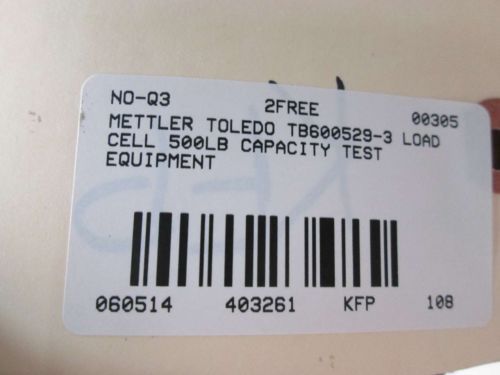 NO-Q3 2FREE 00305
METTLER TOLEDO TB600529-3 LOAD
CELL 500LB CAPACITY TEST
EQUIPMENT
060514 403261 KFP 108